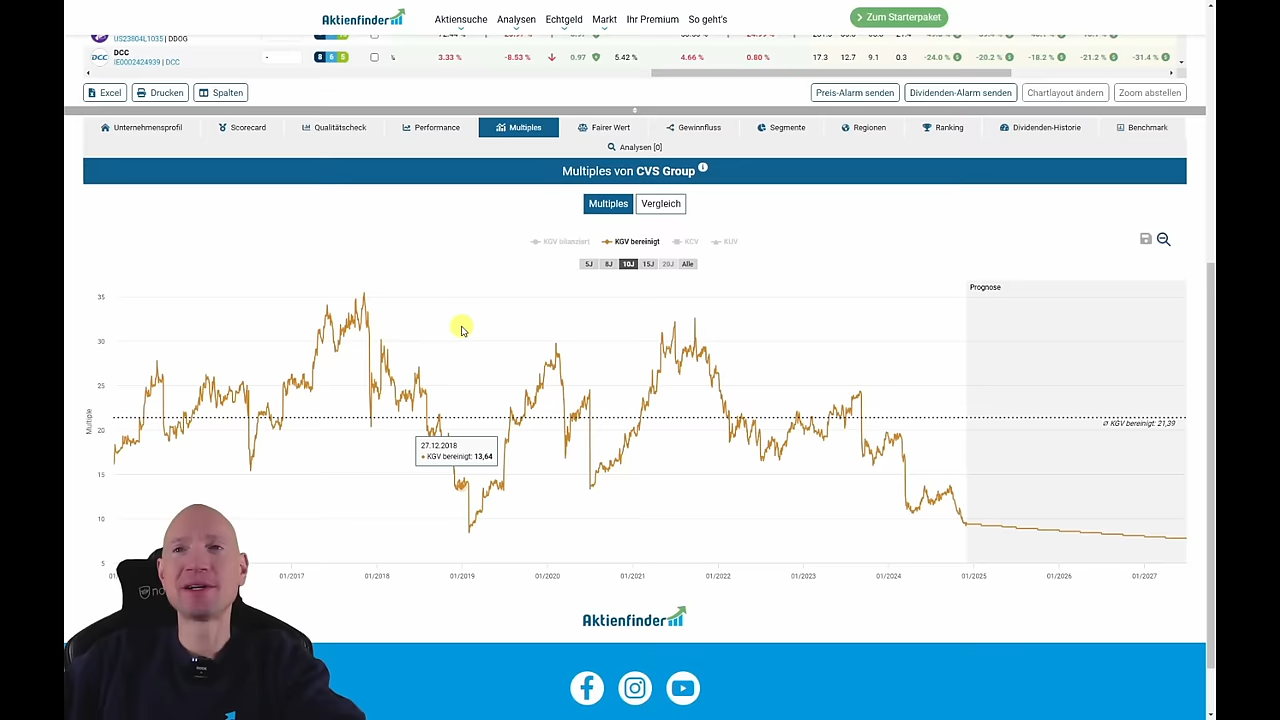 Aktienfinder
Aktiensuche Analysen Echtgeld Markt Ihr Premium So geht's
Zum Starterpaket
US23804L1035 | DDOG
DCC
DCC IE0002424939 | DCC - 8 6 5 3.33 % -8.53 % 0.97 5.42 % 4.66 % 0.80 % 17.3 12.7 9.1 0.3 -24.0 % -20.2 % -18.2 % -21.2 % -31.4 %
Excel Drucken Spalten Preis-Alarm senden Dividenden-Alarm senden Chartlayout ändern Zoom abstellen
Unternehmensprofil Scorecard Qualitätscheck Performance Multiples Fairer Wert Gewinnfluss Segmente Regionen Ranking Dividenden-Historie Benchmark
Analysen [0]
Multiples von CVS Group
Multiples Vergleich
KGV bilanziert KGV bereinigt KCV KUV
5J 8J 10J 15J 20J Alle
Prognose
35
30
25
20
15
10
5
Multiple
Ø KGV bereinigt: 21,39
27.12.2018
KGV bereinigt: 13,64
01/2017 01/2018 01/2019 01/2020 01/2021 01/2022 01/2023 01/2024 01/2025 01/2026 01/2027
Aktienfinder